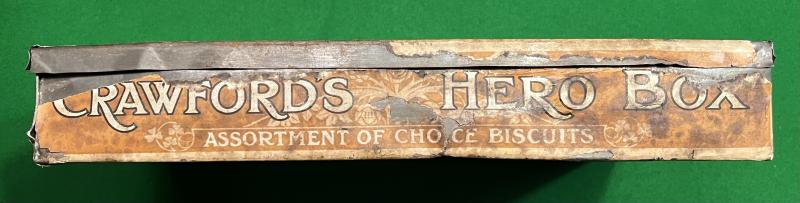 CRAWFORD'S HERO BOX
ASSORTMENT OF CHOICE BISCUITS